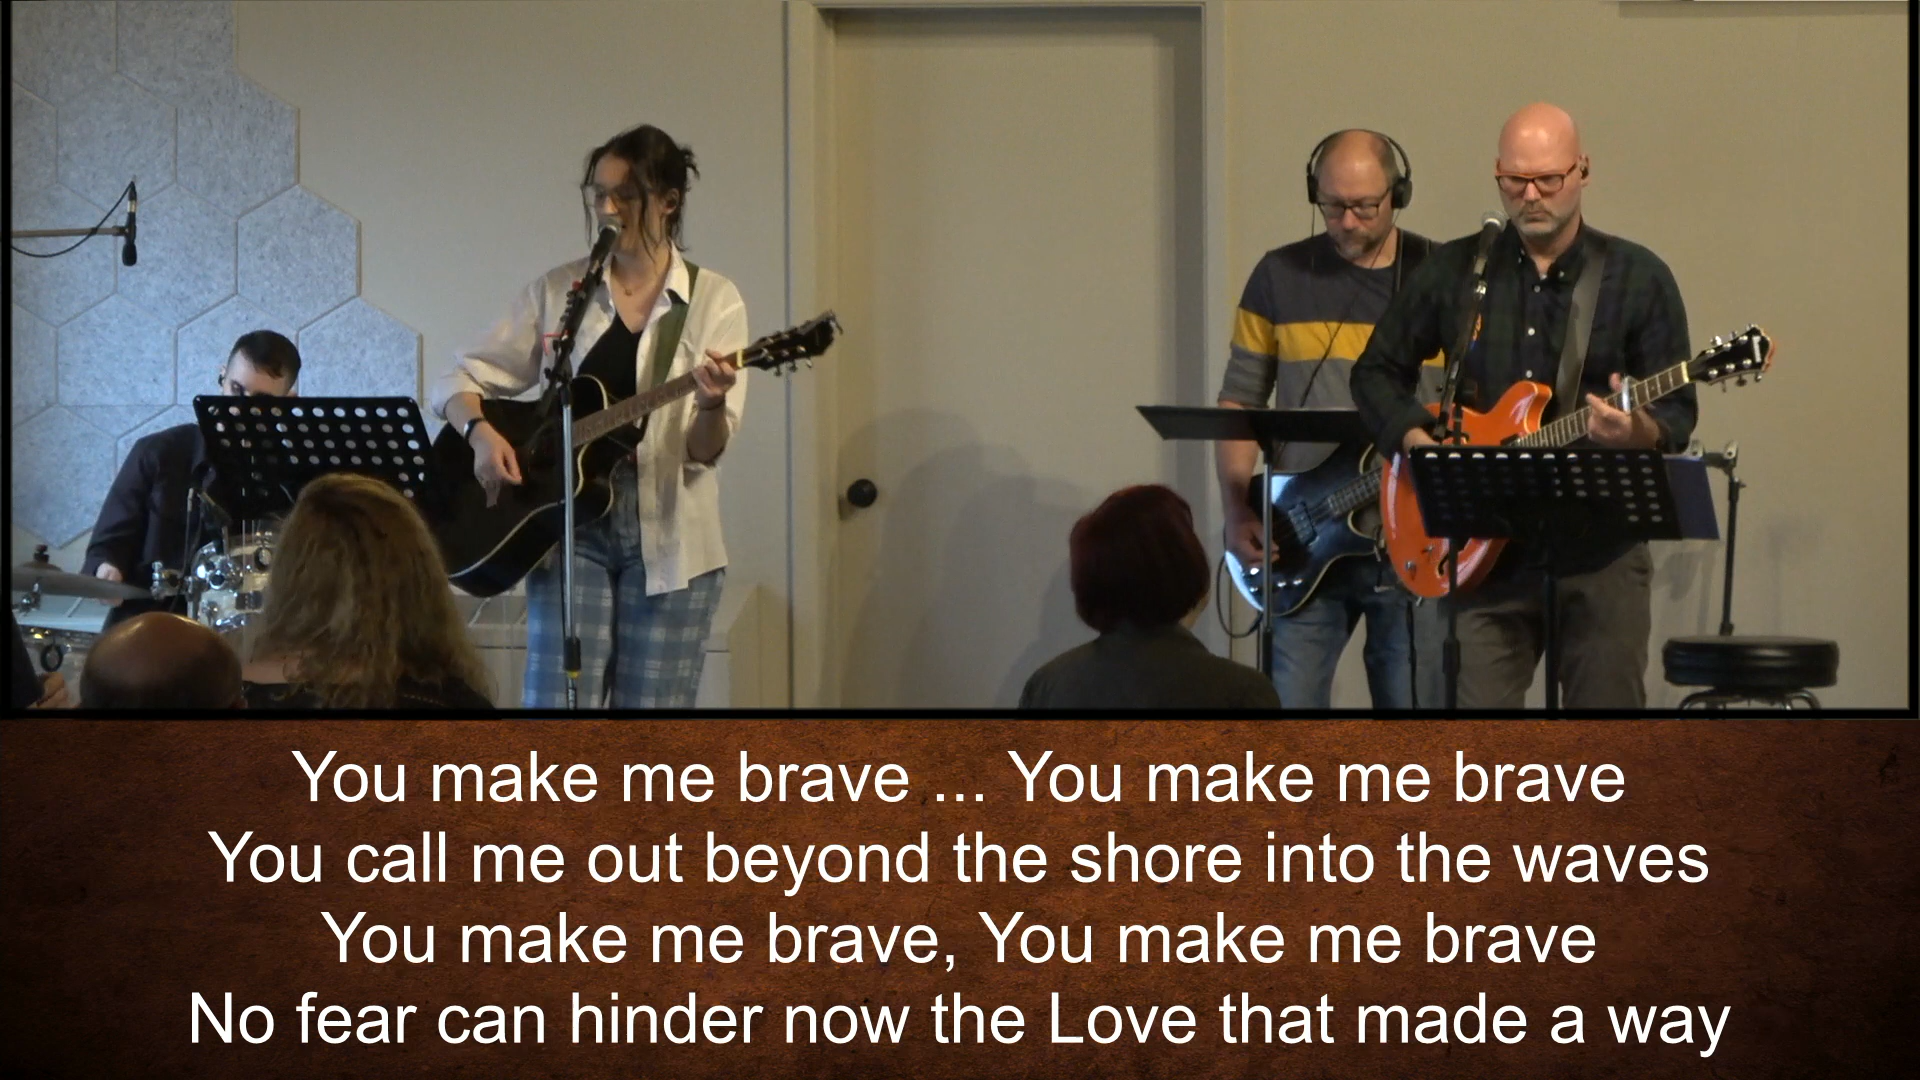 You make me brave ... You make me brave
You call me out beyond the shore into the waves
You make me brave, You make me brave
No fear can hinder now the Love that made a way